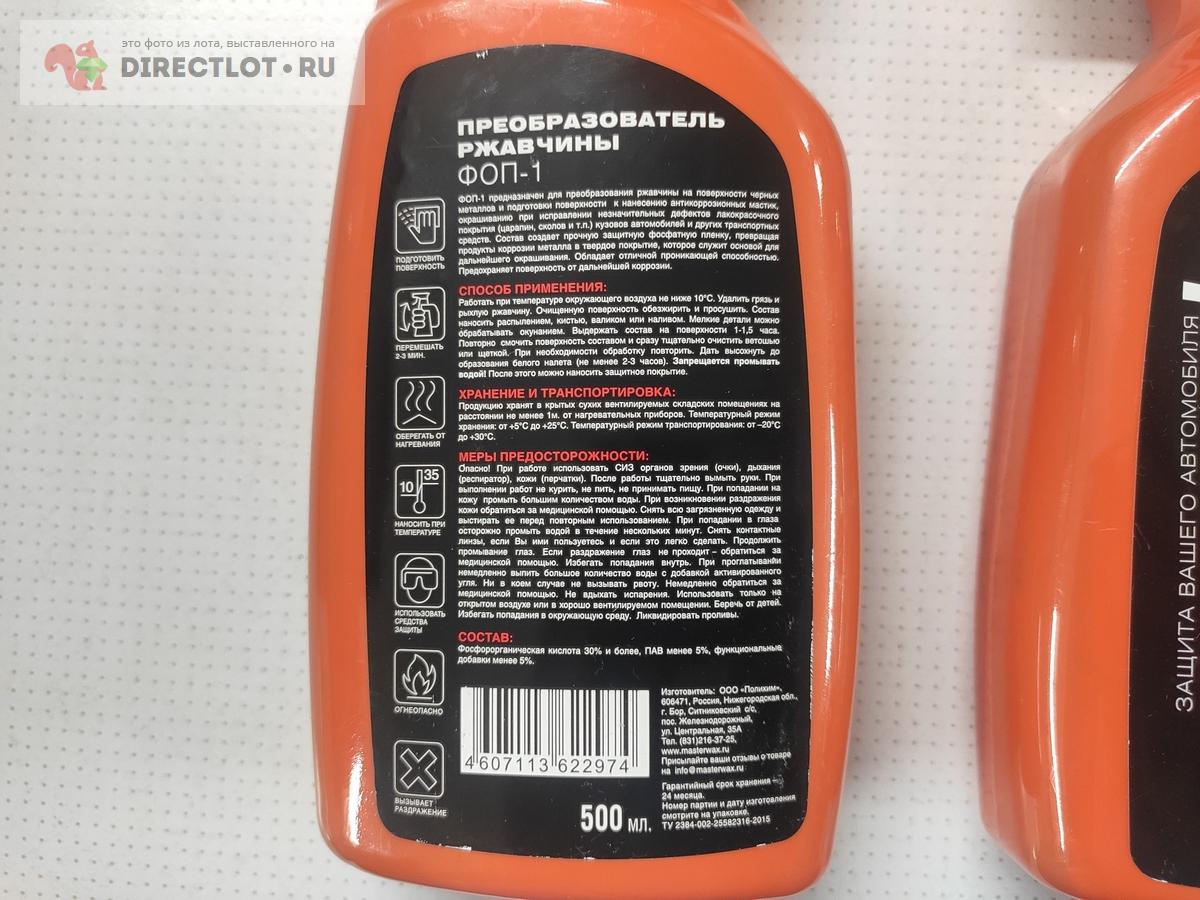 это фото из лота, выставленного на
DIRECTLOT.RU
ПРЕОБРАЗОВАТЕЛЬ
РЖАВЧИНЫ
ФОП-1
ФОП-1 предназначен для преобразования ржавчины на поверхности черных
металлов и подготовки поверхности к нанесению антикоррозионных мастик,
окрашиванию при исправлении незначительных дефектов лакокрасочного
покрытия (царапин, сколов и т.п.) кузовов автомобилей и других транспортных
средств. Состав создает прочную защитную фосфатную пленку, превращая
продукты коррозии металла в твердое покрытие, которое служит основой для
дальнейшего окрашивания. Обладает отличной проникающей способностью.
Предохраняет поверхность от дальнейшей коррозии.
СПОСОБ ПРИМЕНЕНИЯ:
Работать при температуре окружающего воздуха не ниже 10°С. Удалить грязь и
рыхлую ржавчину. Очищенную поверхность обезжирить и просушить. Состав
наносить распылением, кистью, валиком или наливом. Мелкие детали можно
обрабатывать окунанием. Выдержать состав на поверхности 1-1,5 часа.
Повторно смочить поверхность составом и сразу тщательно очистить ветошью
или щеткой. При необходимости обработку повторить. Дать высохнуть до
образования белого налета (не менее 2-3 часов). Запрещается промывать
водой! После этого можно наносить защитное покрытие.
ХРАНЕНИЕ И ТРАНСПОРТИРОВКА:
Продукцию хранят в крытых сухих вентилируемых складских помещениях на
расстоянии не менее 1м. от нагревательных приборов. Температурный режим
хранения: от +5°С до +25°С. Температурный режим транспортирования: от –20°С
до +30°С.
МЕРЫ ПРЕДОСТОРОЖНОСТИ:
Опасно! При работе использовать СИЗ органов зрения (очки), дыхания
(респиратор), кожи (перчатки). После работы тщательно вымыть руки. При
выполнении работ не курить, не пить, не принимать пищу. При попадании на
кожу промыть большим количеством воды. При возникновении раздражения
кожи обратиться за медицинской помощью. Снять всю загрязненную одежду и
выстирать ее перед повторным использованием. При попадании в глаза
осторожно промыть водой в течение нескольких минут. Снять контактные
линзы, если Вы ими пользуетесь и если это легко сделать. Продолжить
промывание глаз. Если раздражение глаз не проходит – обратиться за
медицинской помощью. Избегать попадания внутрь. При проглатывании
немедленно выпить большое количество воды с добавкой активированного
угля. Ни в коем случае не вызывать рвоту. Немедленно обратиться за
медицинской помощью. Не вдыхать испарения. Использовать только на
открытом воздухе или в хорошо вентилируемом помещении. Беречь от детей.
Избегать попадания в окружающую среду. Ликвидировать проливы.
СОСТАВ:
Фосфорорганическая кислота 30% и более, ПАВ менее 5%, функциональные
добавки менее 5%.
ПОДГОТОВИТЬ
ПОВЕРХНОСТЬ
ПЕРЕМЕШАТЬ
2-3 МИН.
ОБЕРЕГАТЬ ОТ
НАГРЕВАНИЯ
10 35
НАНОСИТЬ ПРИ
ТЕМПЕРАТУРЕ
ИСПОЛЬЗОВАТЬ
СРЕДСТВА
ЗАЩИТЫ
ОГНЕОПАСНО
ВЫЗЫВАЕТ
РАЗДРАЖЕНИЕ
4 607113 622974
500 мл.
Изготовитель: ООО «Полихим»,
606471, Россия, Нижегородская обл.,
г. Бор, Ситниковский с/с,
пос. Железнодорожный,
ул. Центральная, 35А
Тел. (831)216-37-25,
www.masterwax.ru
Присылайте ваши отзывы о товаре
на info@masterwax.ru
Гарантийный срок хранения –
24 месяца.
Номер партии и дату изготовления
смотрите на упаковке.
ТУ 2384-002-25582316-2015
ЗАЩИТА ВАШЕГО АВТОМОБИЛЯ